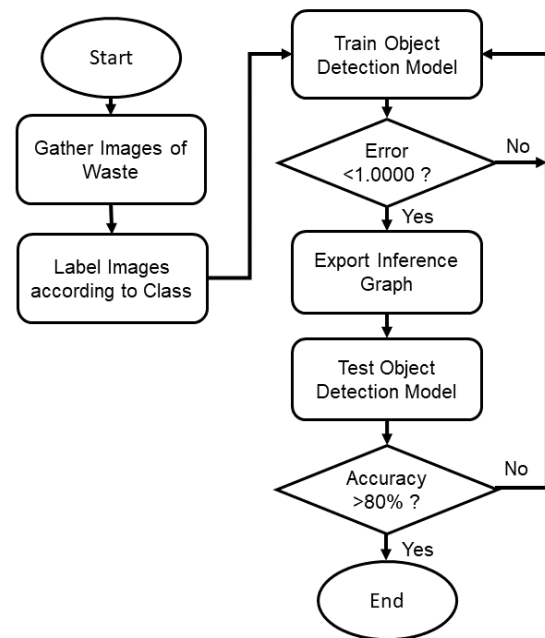 Start
Gather Images of
Waste
Label Images
according to Class
Train Object
Detection Model
Error
<1.0000 ?
No
Yes
Export Inference
Graph
Test Object
Detection Model
Accuracy
>80% ?
No
Yes
End